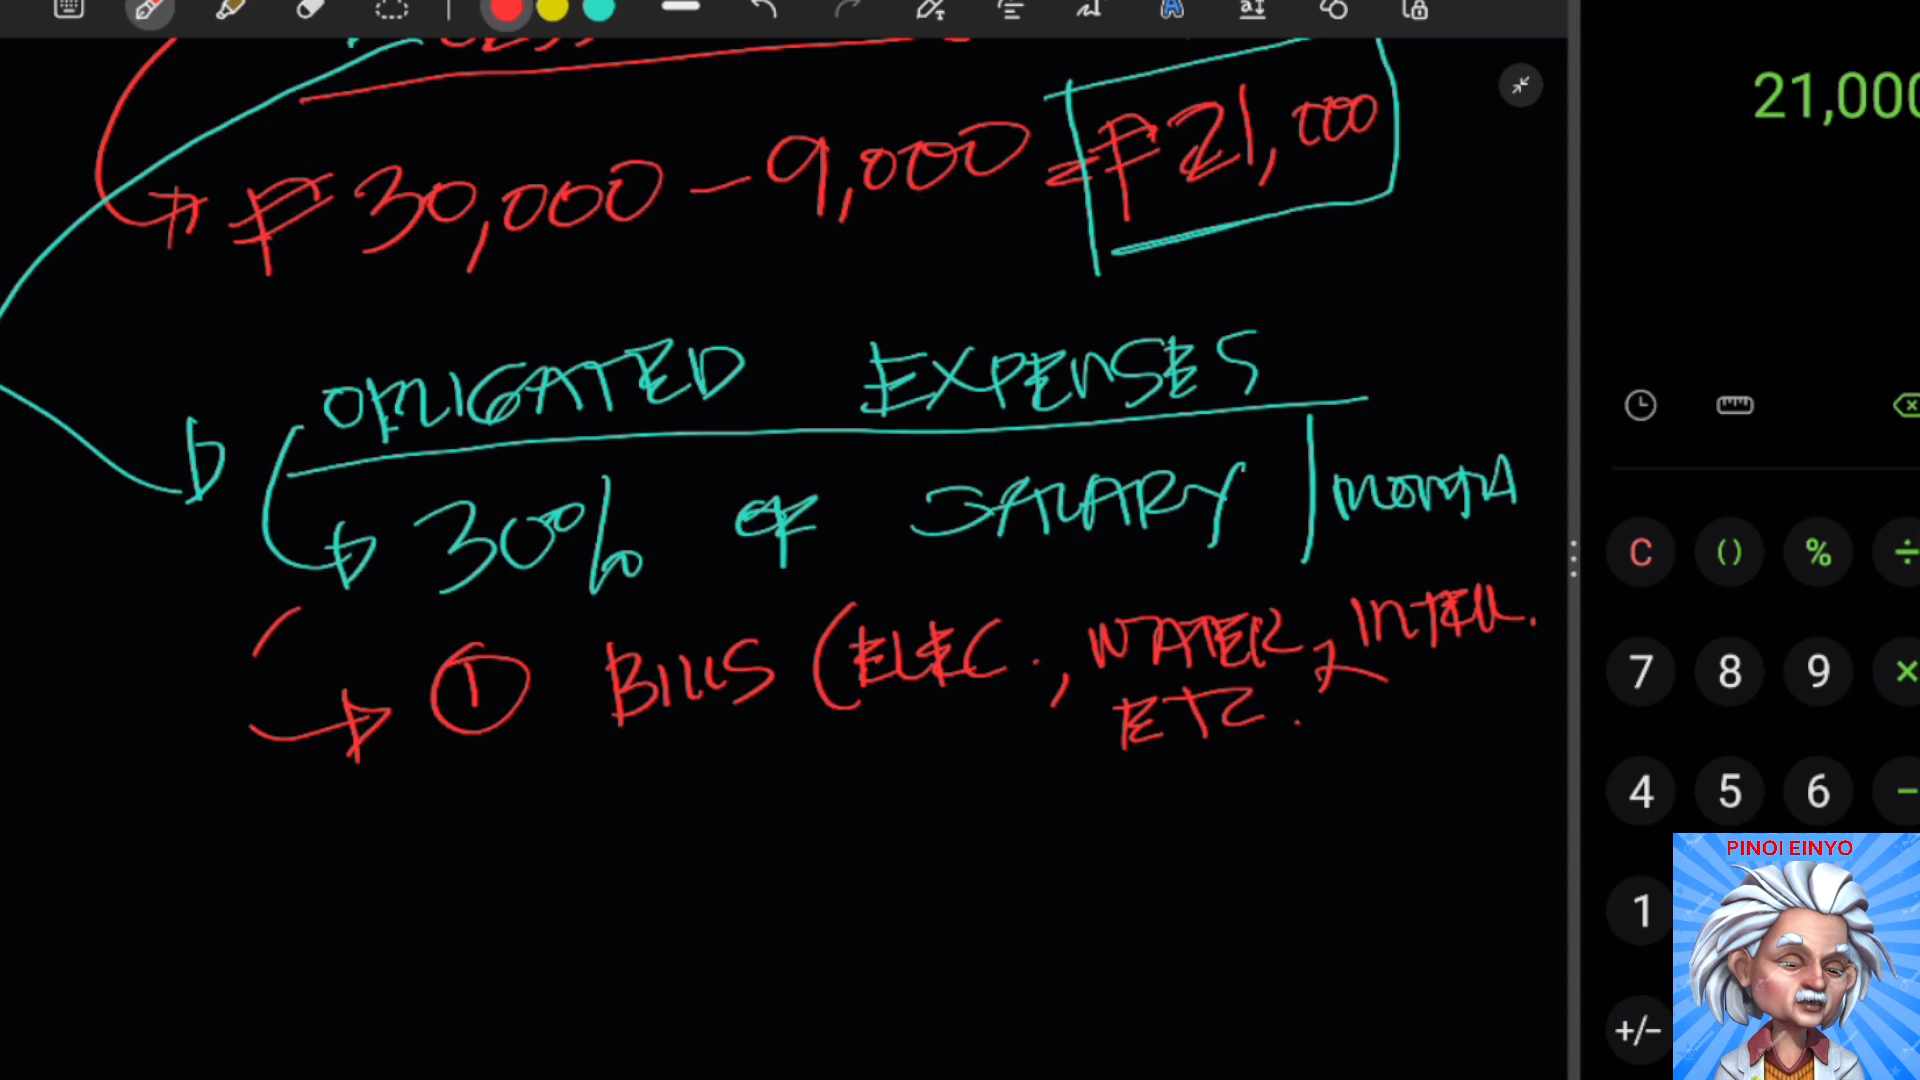 21,000
₱30,000 - 9,000 = ₱21,000
OBLIGATED EXPENSES
30% of SALARY / MONTH
① BILLS (ELEC., WATER, INTER.
ETC.
C () % ÷
7 8 9 ×
4 5 6 −
1
+/−
PINOI EINYO